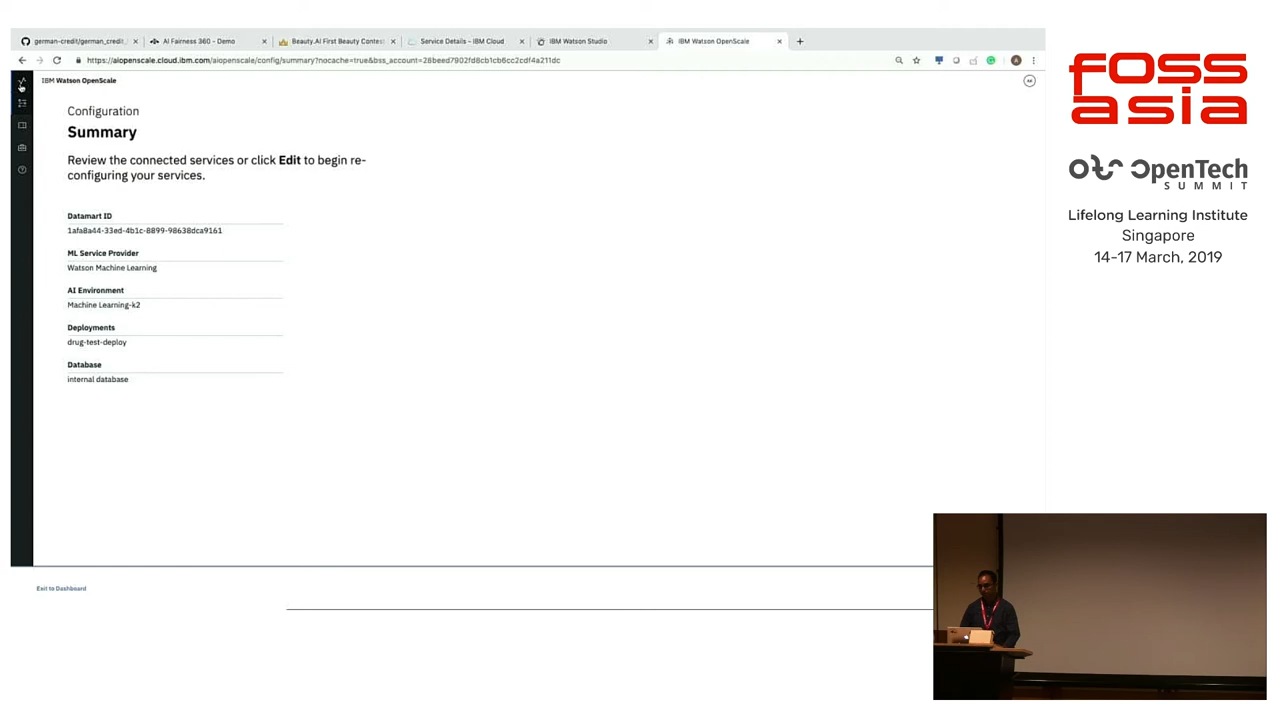 german-credit/german_credit_
AI Fairness 360 - Demo
Beauty.AI First Beauty Contest
Service Details - IBM Cloud
IBM Watson Studio
IBM Watson OpenScale
https://aiopenscale.cloud.ibm.com/aiopenscale/config/summary?nocache=true&bss_account=28beed7902fd8cb1cb6cc2cdf4a211dc
IBM Watson OpenScale
Configuration
Summary
Review the connected services or click Edit to begin re-
configuring your services.
Datamart ID
1afa8a44-33ed-4b1c-8899-98638dca9161
ML Service Provider
Watson Machine Learning
AI Environment
Machine Learning-k2
Deployments
drug-test-deploy
Database
internal database
Exit to Dashboard
FOSS
asia
OpenTech
SUMMIT
Lifelong Learning Institute
Singapore
14-17 March, 2019